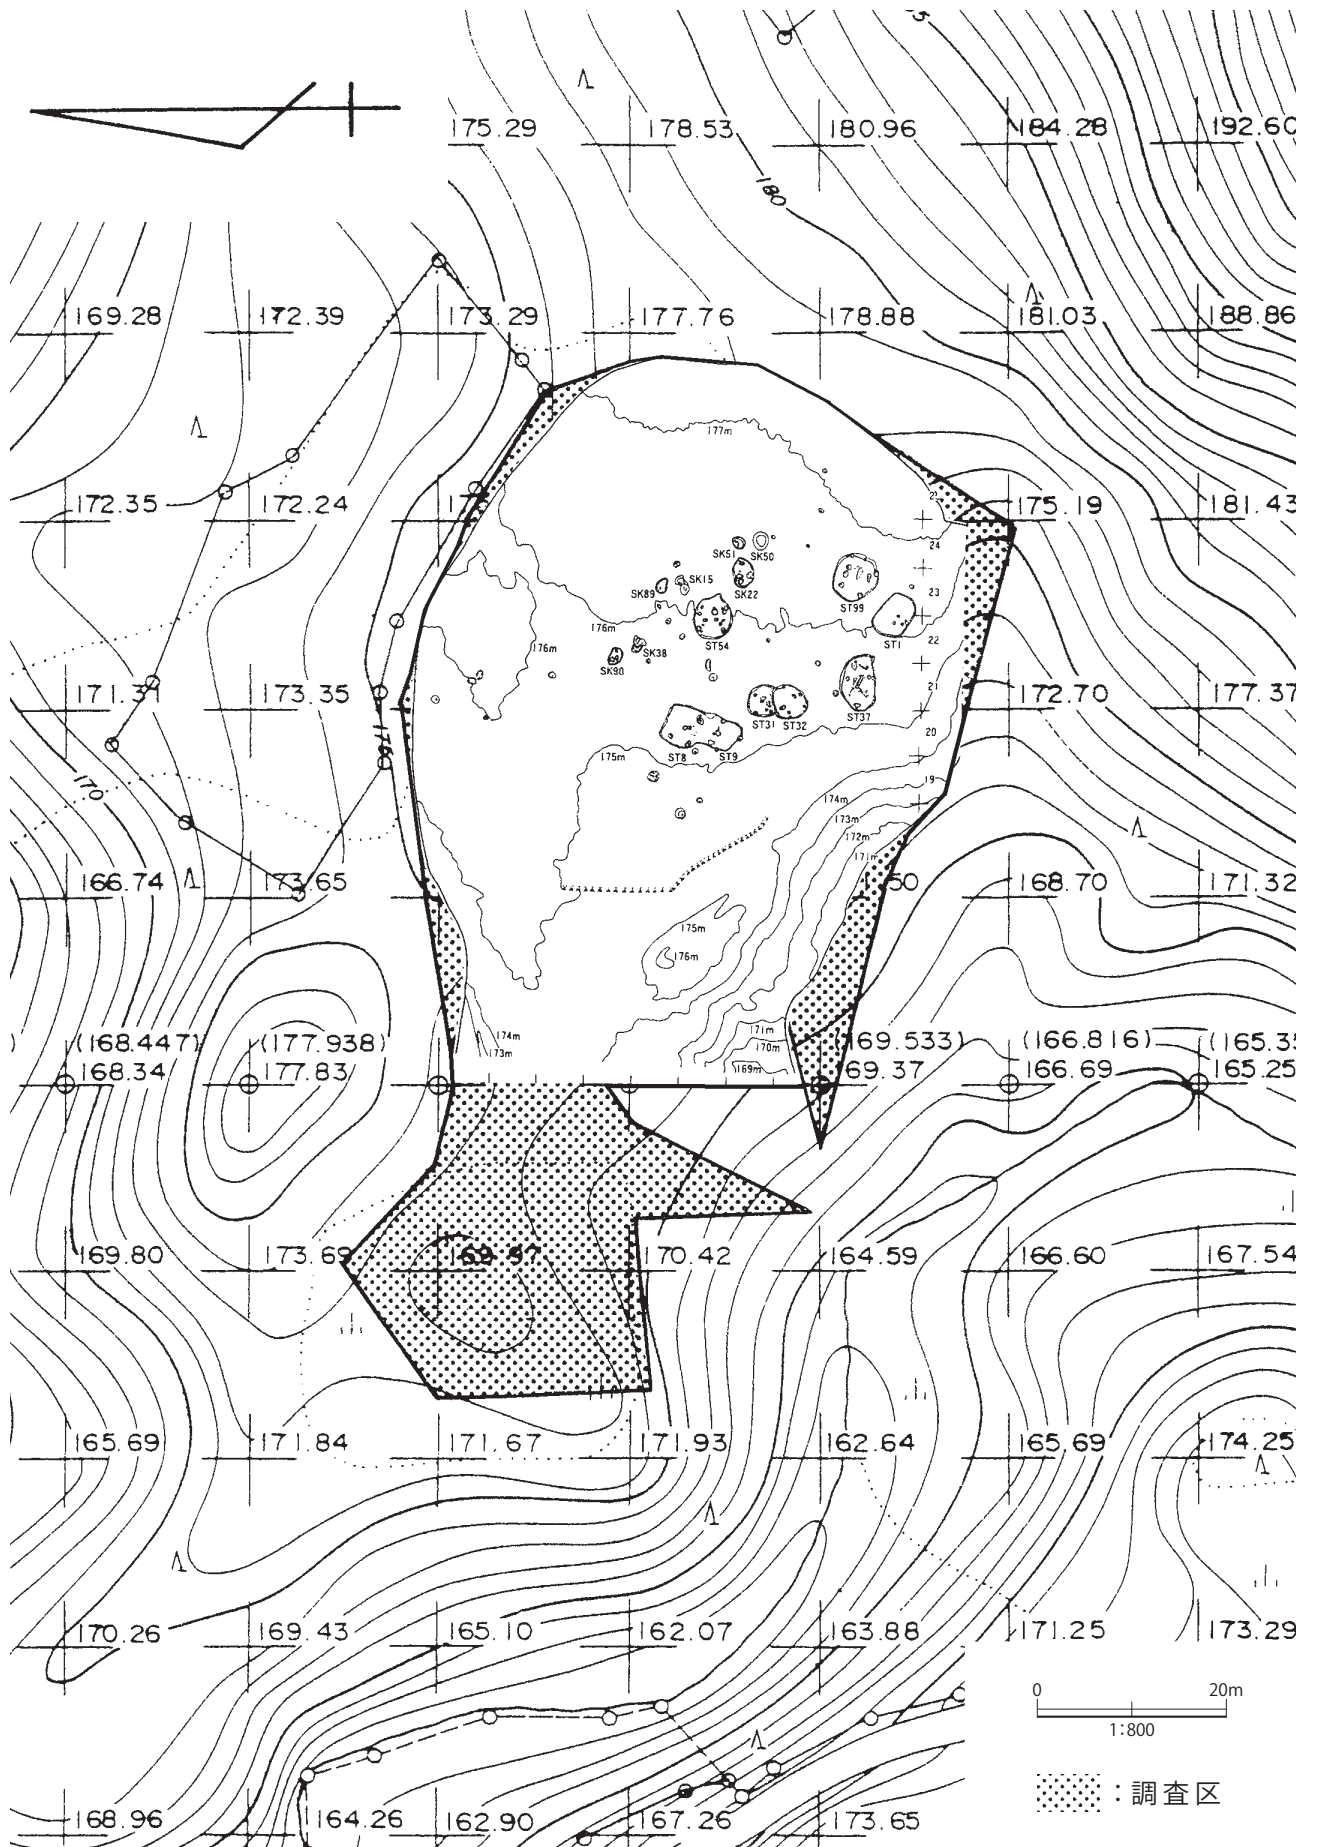 175.29 178.53 180.96 184.28 192.60
180
169.28 172.39 173.29 177.76 178.88 181.03 188.86
177m
172.35 172.24 175.19 181.43
24
SK51 SK50
SK89 SK15 SK22 ST99 23
176m ST54 ST1 22
176m SK90 SK38
171.31 173.35 172.70 177.37
21
ST31 ST32 ST37 20
175m ST8 ST9
170
19
174m
173m
172m
171m
166.74 173.65 50 168.70 171.32
175m
176m
174m 171m
173m 170m
169m
(168.447) (177.938) (169.533) (166.816)
168.34 177.83 69.37 166.69 165.25
169.80 173.69 170.42 164.59 166.60 167.54
165.69 171.84 171.67 171.93 162.64 165.69 174.25
170.26 169.43 165.10 162.07 163.88 171.25 173.29
0 20m
1:800
168.96 164.26 162.90 167.26 173.65
:調査区